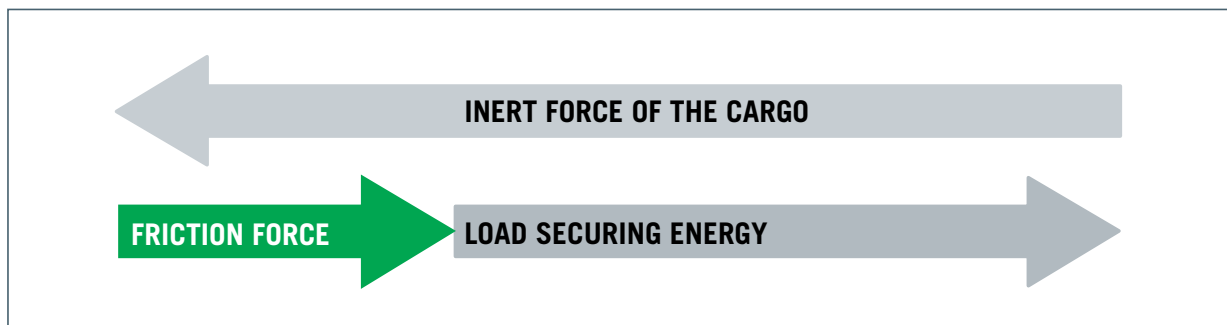 INERT FORCE OF THE CARGO
FRICTION FORCE
LOAD SECURING ENERGY